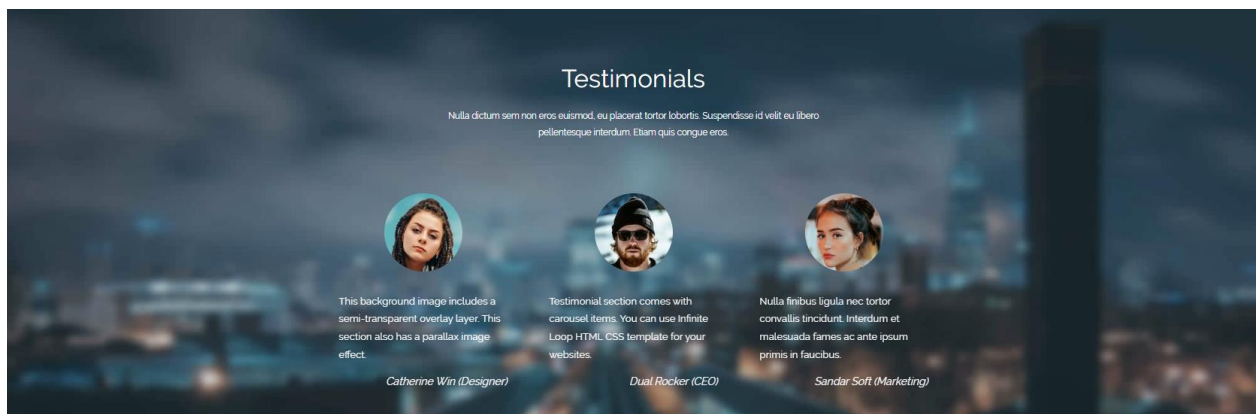 Testimonials
Nulla dictum sem non eros euismod, eu placerat tortor lobortis. Suspendisse id velit eu libero
pellentesque interdum. Etiam quis congue eros.
This background image includes a
semi-transparent overlay layer. This
section also has a parallax image
effect.
Catherine Win (Designer)
Testimonial section comes with
carousel items. You can use Infinite
Loop HTML CSS template for your
websites.
Dual Rocker (CEO)
Nulla finibus ligula nec tortor
convallis tincidunt. Interdum et
malesuada fames ac ante ipsum
primis in faucibus.
Sandar Soft (Marketing)